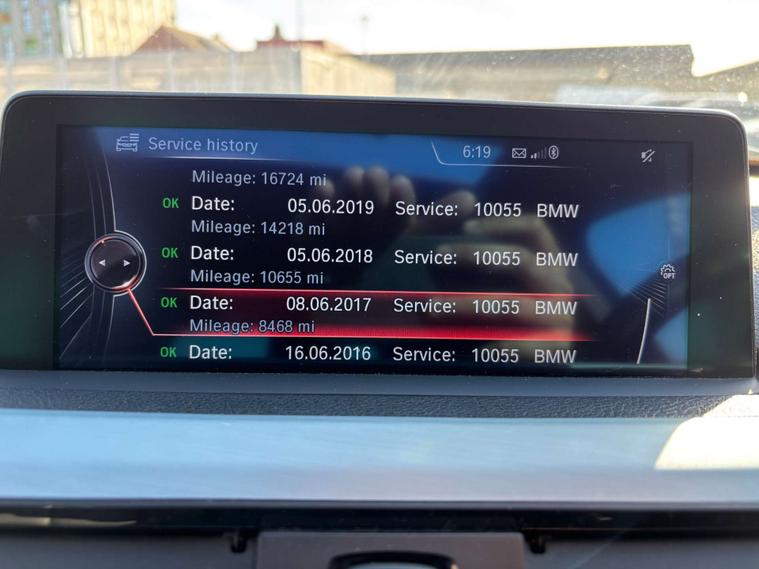 Service history
6:19
Mileage: 16724 mi
OK Date: 05.06.2019 Service: 10055 BMW
Mileage: 14218 mi
OK Date: 05.06.2018 Service: 10055 BMW
Mileage: 10655 mi
OK Date: 08.06.2017 Service: 10055 BMW
Mileage: 8468 mi
OK Date: 16.06.2016 Service: 10055 BMW
OPT